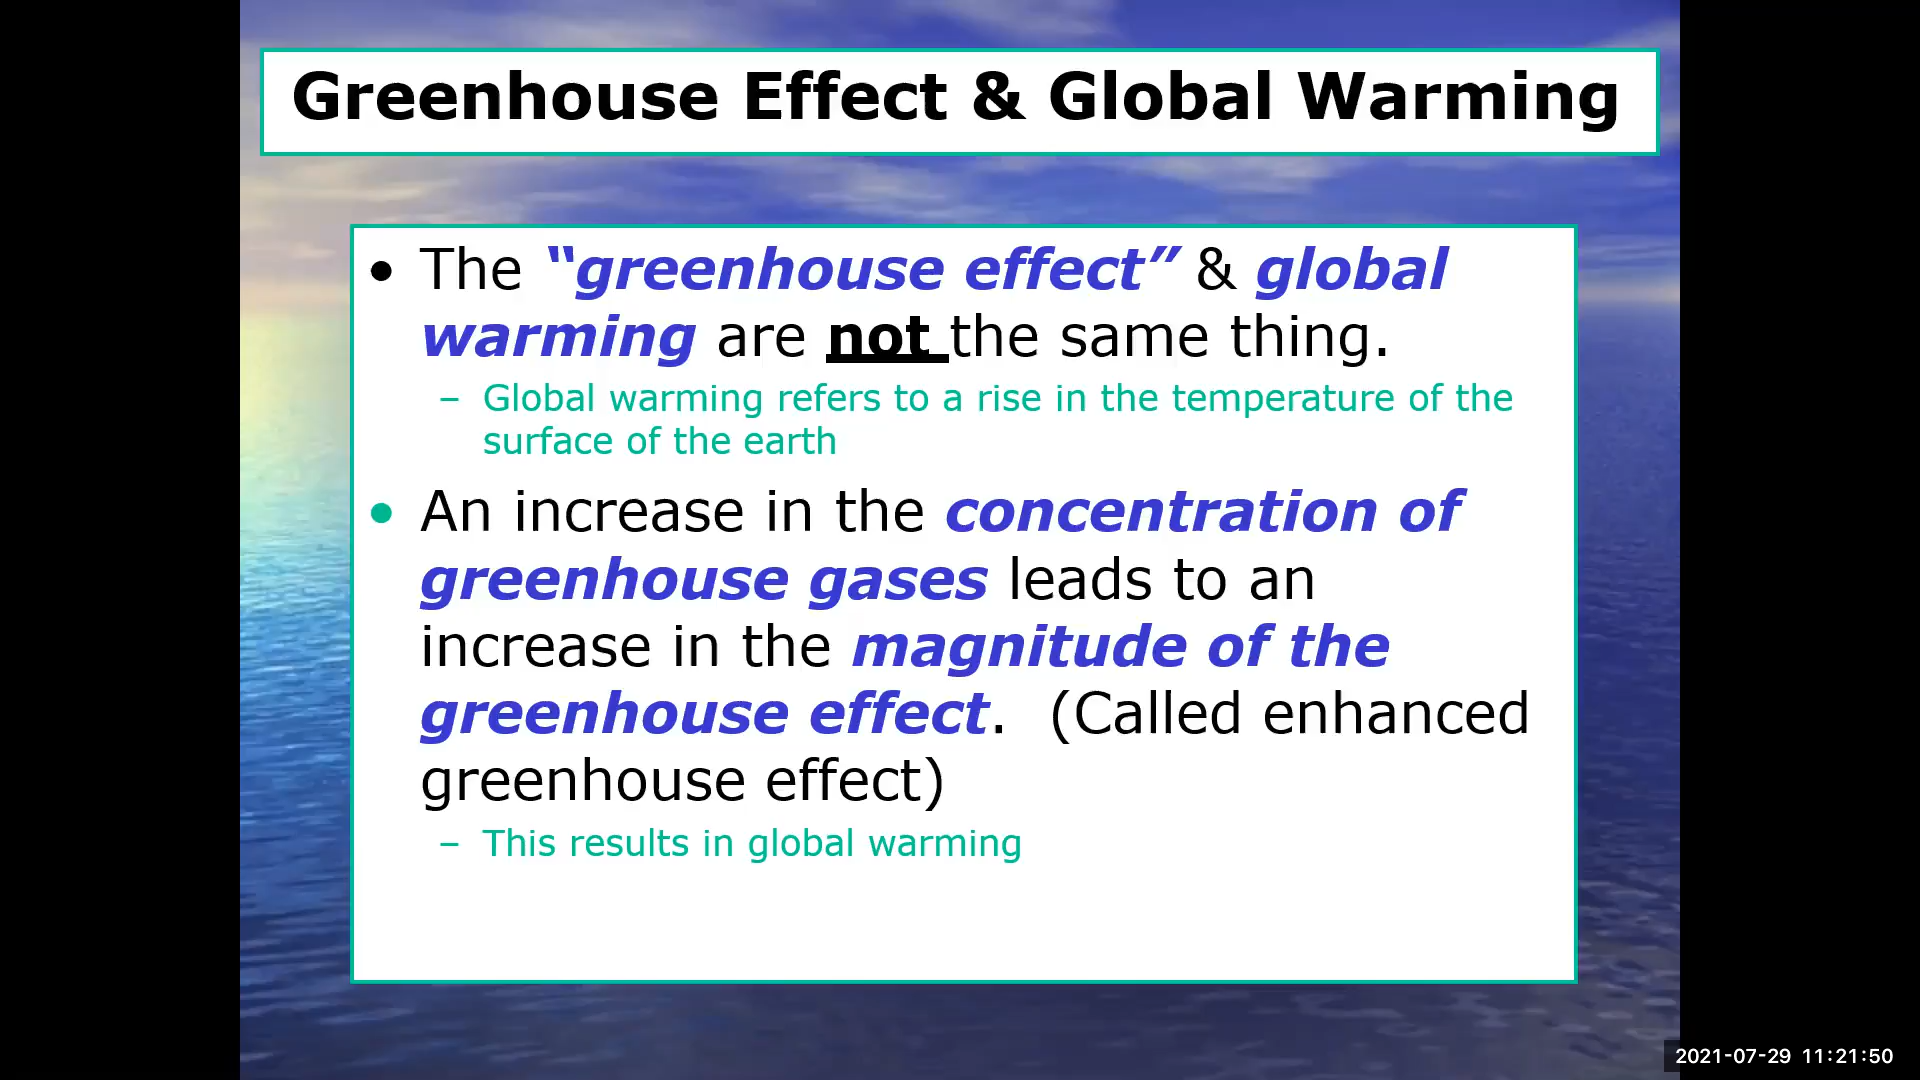 Greenhouse Effect & Global Warming
• The “greenhouse effect” & global
warming are not the same thing.
– Global warming refers to a rise in the temperature of the
surface of the earth
• An increase in the concentration of
greenhouse gases leads to an
increase in the magnitude of the
greenhouse effect.  (Called enhanced
greenhouse effect)
– This results in global warming
2021-07-29 11:21:50